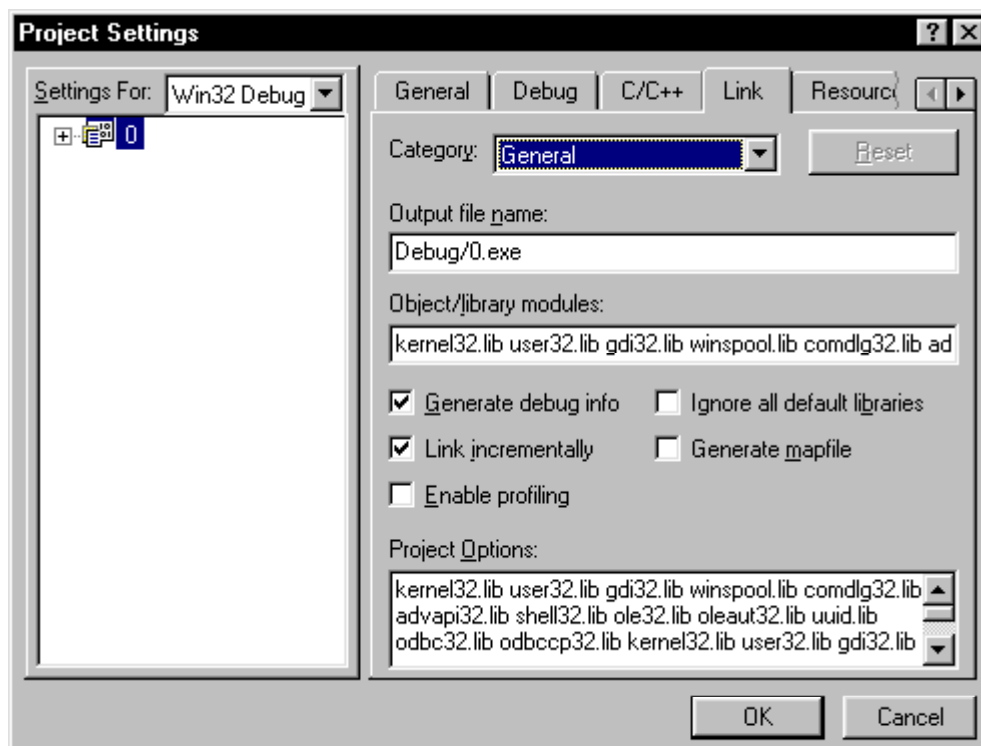 Project Settings
Settings For: Win32 Debug
0
General Debug C/C++ Link Resourc
Category: General Reset
Output file name:
Debug/0.exe
Object/library modules:
kernel32.lib user32.lib gdi32.lib winspool.lib comdlg32.lib ad
Generate debug info Ignore all default libraries
Link incrementally Generate mapfile
Enable profiling
Project Options:
kernel32.lib user32.lib gdi32.lib winspool.lib comdlg32.lib
advapi32.lib shell32.lib ole32.lib oleaut32.lib uuid.lib
odbc32.lib odbccp32.lib kernel32.lib user32.lib gdi32.lib
OK Cancel